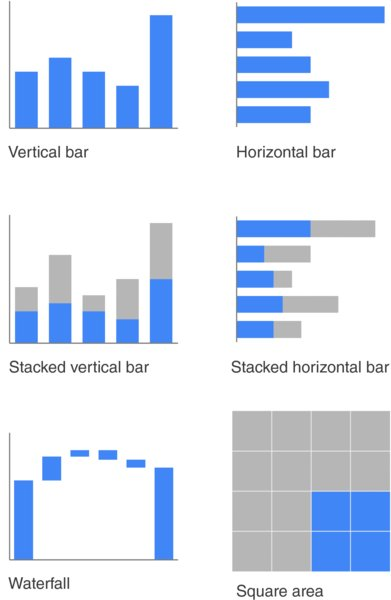 Vertical bar
Horizontal bar
Stacked vertical bar
Stacked horizontal bar
Waterfall
Square area